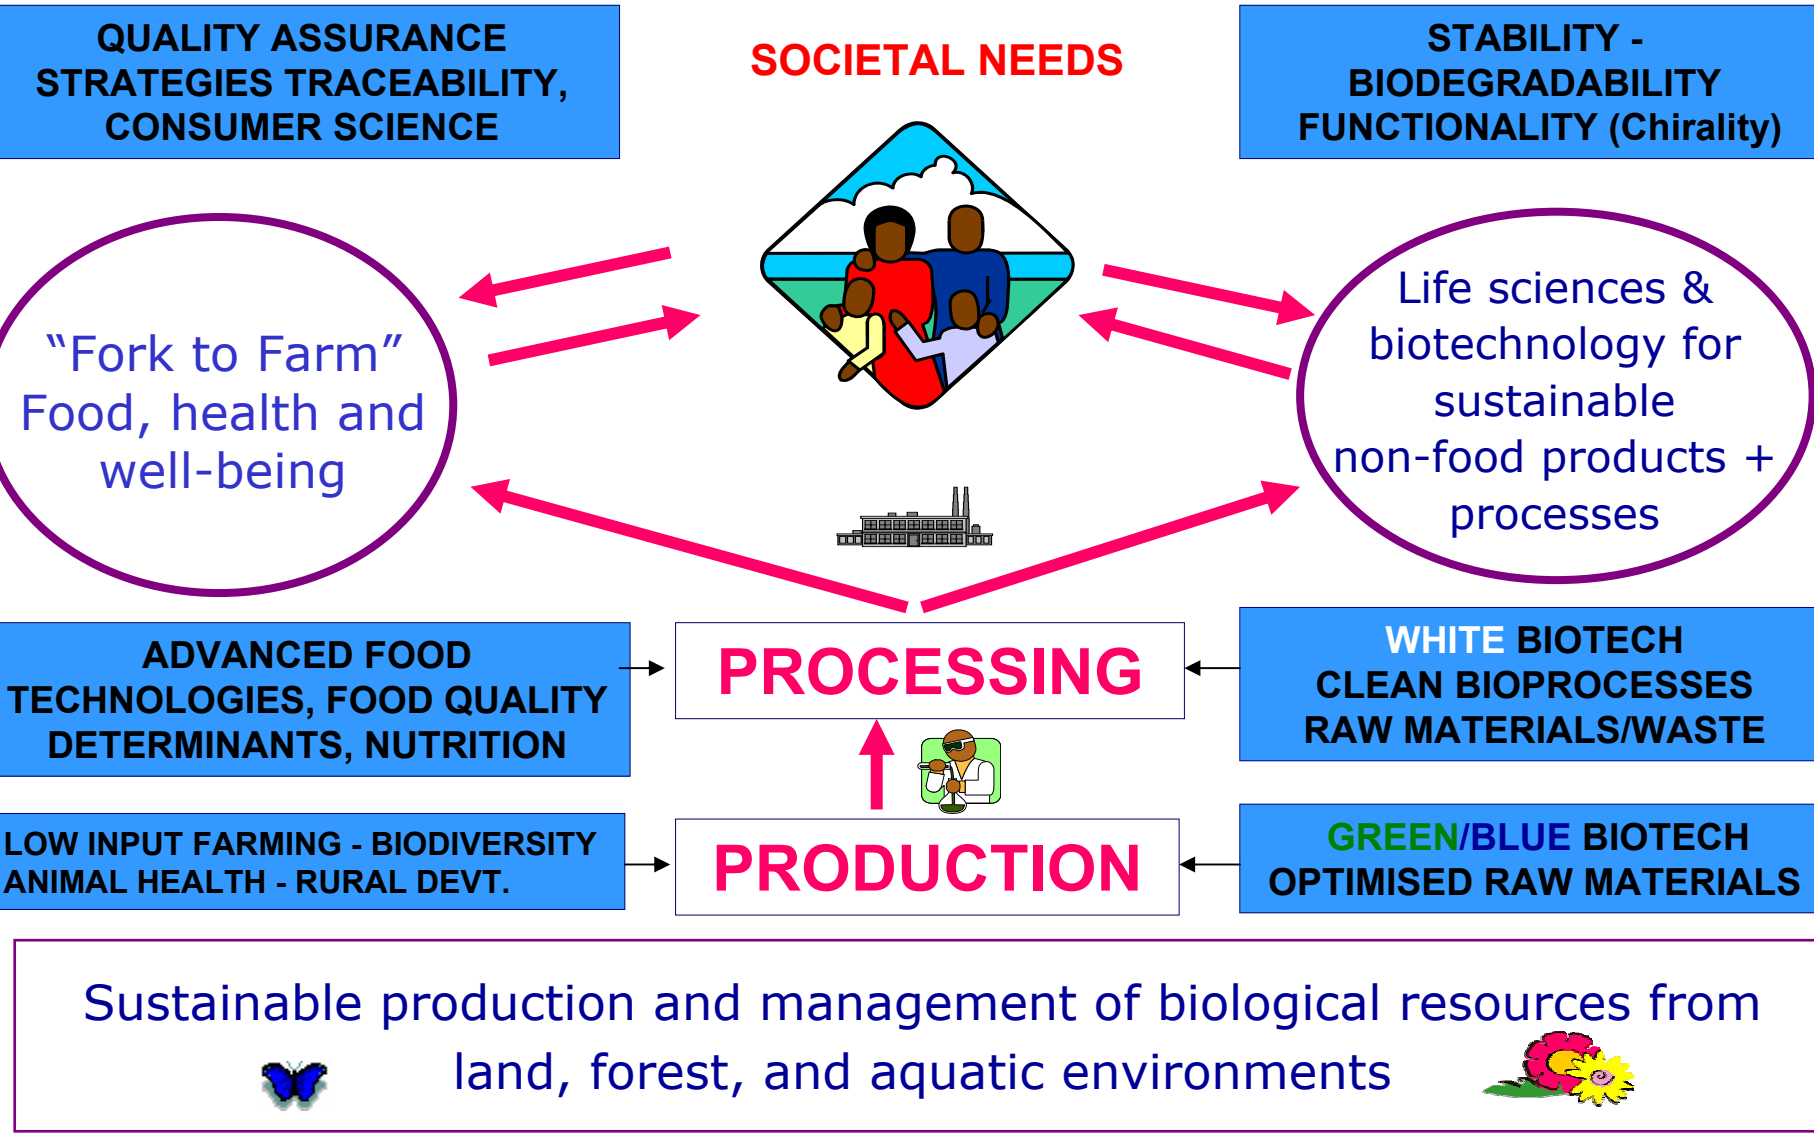 QUALITY ASSURANCE
STRATEGIES TRACEABILITY,
CONSUMER SCIENCE
SOCIETAL NEEDS
STABILITY -
BIODEGRADABILITY
FUNCTIONALITY (Chirality)
“Fork to Farm”
Food, health and
well-being
Life sciences &
biotechnology for
sustainable
non-food products +
processes
ADVANCED FOOD
TECHNOLOGIES, FOOD QUALITY
DETERMINANTS, NUTRITION
PROCESSING
WHITE BIOTECH
CLEAN BIOPROCESSES
RAW MATERIALS/WASTE
LOW INPUT FARMING - BIODIVERSITY
ANIMAL HEALTH - RURAL DEVT.
PRODUCTION
GREEN/BLUE BIOTECH
OPTIMISED RAW MATERIALS
Sustainable production and management of biological resources from
land, forest, and aquatic environments